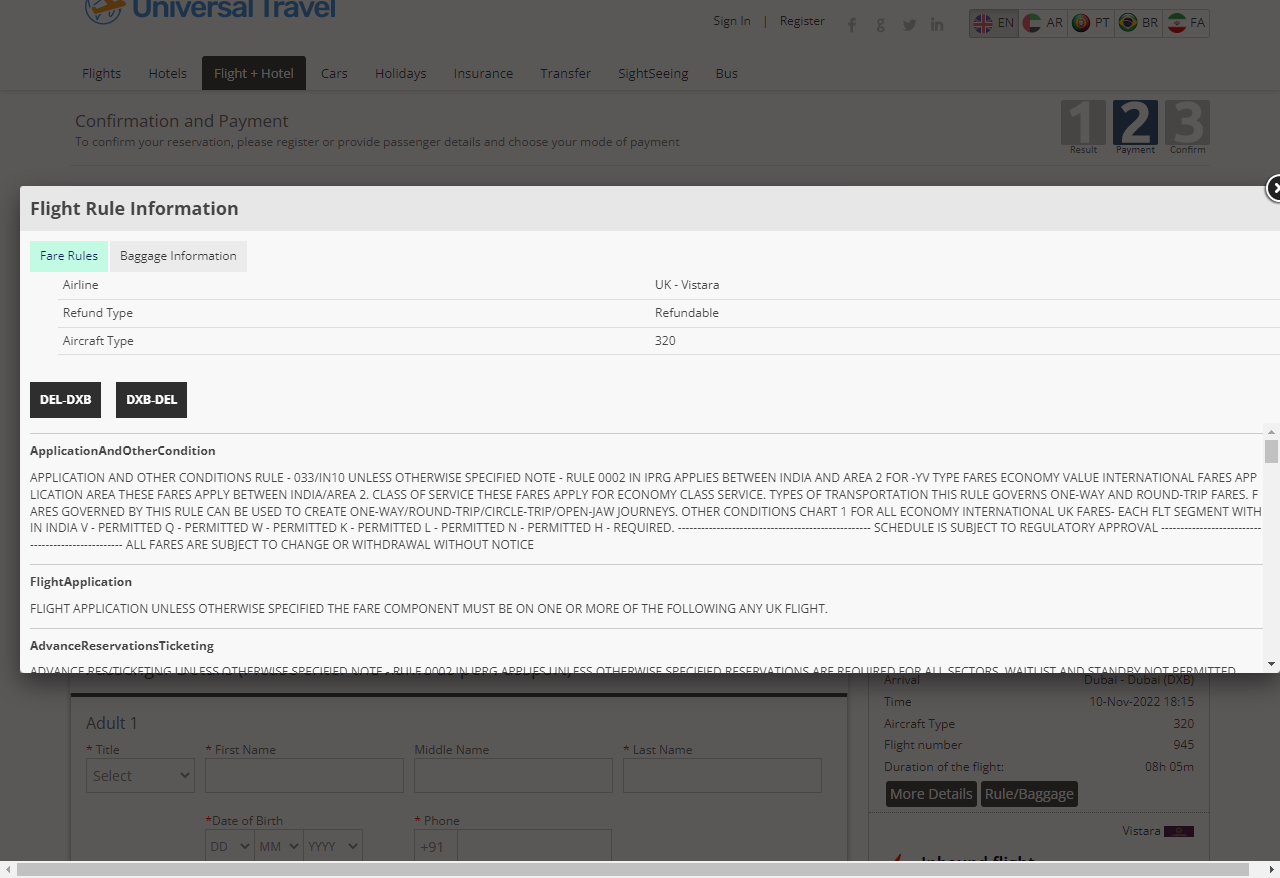 Universal Travel
Sign In | Register
EN AR PT BR FA
Flights Hotels Flight + Hotel Cars Holidays Insurance Transfer SightSeeing Bus
Confirmation and Payment
To confirm your reservation, please register or provide passenger details and choose your mode of payment
1 2 3
Result Payment Confirm
Flight Rule Information
Fare Rules Baggage Information
Airline UK - Vistara
Refund Type Refundable
Aircraft Type 320
DEL-DXB DXB-DEL
ApplicationAndOtherCondition
APPLICATION AND OTHER CONDITIONS RULE - 033/IN10 UNLESS OTHERWISE SPECIFIED NOTE - RULE 0002 IN IPRG APPLIES BETWEEN INDIA AND AREA 2 FOR -YV TYPE FARES ECONOMY VALUE INTERNATIONAL FARES APP
LICATION AREA THESE FARES APPLY BETWEEN INDIA/AREA 2. CLASS OF SERVICE THESE FARES APPLY FOR ECONOMY CLASS SERVICE. TYPES OF TRANSPORTATION THIS RULE GOVERNS ONE-WAY AND ROUND-TRIP FARES. F
ARES GOVERNED BY THIS RULE CAN BE USED TO CREATE ONE-WAY/ROUND-TRIP/CIRCLE-TRIP/OPEN-JAW JOURNEYS. OTHER CONDITIONS CHART 1 FOR ALL ECONOMY INTERNATIONAL UK FARES- EACH FLT SEGMENT WITH
IN INDIA V - PERMITTED Q - PERMITTED W - PERMITTED K - PERMITTED L - PERMITTED N - PERMITTED H - REQUIRED. -------------------------------------------------- SCHEDULE IS SUBJECT TO REGULATORY APPROVAL --------------------------
------------------------ ALL FARES ARE SUBJECT TO CHANGE OR WITHDRAWAL WITHOUT NOTICE
FlightApplication
FLIGHT APPLICATION UNLESS OTHERWISE SPECIFIED THE FARE COMPONENT MUST BE ON ONE OR MORE OF THE FOLLOWING ANY UK FLIGHT.
AdvanceReservationsTicketing
ADVANCE RES/TICKETING UNLESS OTHERWISE SPECIFIED NOTE - RULE 0002 IN IPRG APPLIES UNLESS OTHERWISE SPECIFIED RESERVATIONS ARE REQUIRED FOR ALL SECTORS. WAITLIST AND STANDBY NOT PERMITTED.
Arrival Dubai - Dubai (DXB)
Time 10-Nov-2022 18:15
Aircraft Type 320
Flight number 945
Duration of the flight: 08h 05m
More Details Rule/Baggage
Vistara
Inbound flight
Adult 1
* Title * First Name Middle Name * Last Name
Select
*Date of Birth * Phone
DD MM YYYY +91